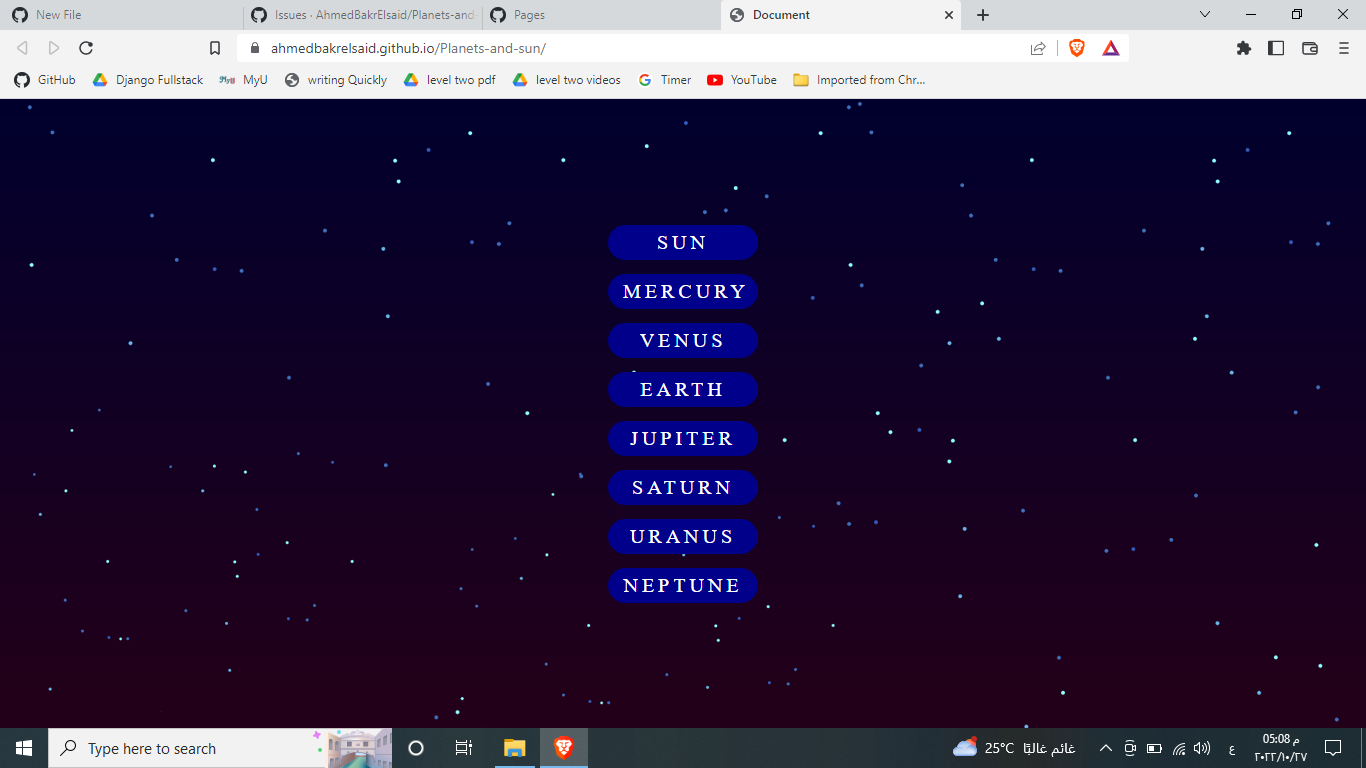 New File
Issues · AhmedBakrElsaid/Planets-and
Pages
Document
ahmedbakrelsaid.github.io/Planets-and-sun/
GitHub
Django Fullstack
MyU
MyU
writing Quickly
level two pdf
level two videos
Timer
YouTube
Imported from Chr...
SUN
MERCURY
VENUS
EARTH
JUPITER
SATURN
URANUS
NEPTUNE
Type here to search
25°C غائم غالبًا
ع
05:08 م
٢٠٢٢/١٠/٢٧